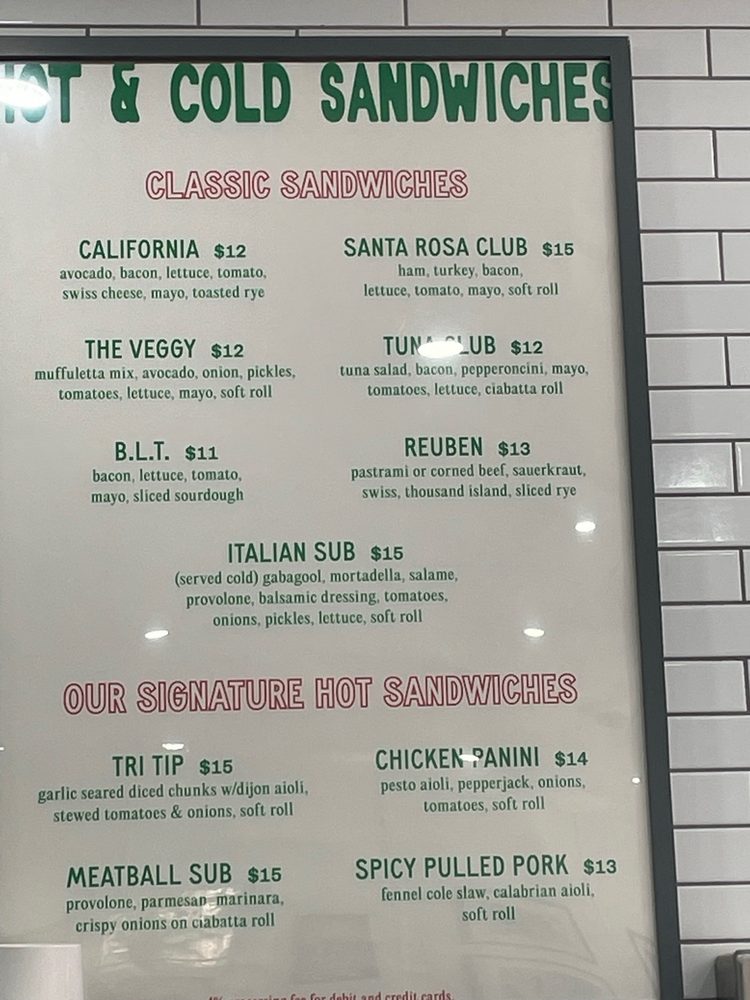 HOT & COLD SANDWICHES
CLASSIC SANDWICHES
CALIFORNIA $12
avocado, bacon, lettuce, tomato,
swiss cheese, mayo, toasted rye
SANTA ROSA CLUB $15
ham, turkey, bacon,
lettuce, tomato, mayo, soft roll
THE VEGGY $12
muffuletta mix, avocado, onion, pickles,
tomatoes, lettuce, mayo, soft roll
TUNA CLUB $12
tuna salad, bacon, pepperoncini, mayo,
tomatoes, lettuce, ciabatta roll
B.L.T. $11
bacon, lettuce, tomato,
mayo, sliced sourdough
REUBEN $13
pastrami or corned beef, sauerkraut,
swiss, thousand island, sliced rye
ITALIAN SUB $15
(served cold) gabagool, mortadella, salame,
provolone, balsamic dressing, tomatoes,
onions, pickles, lettuce, soft roll
OUR SIGNATURE HOT SANDWICHES
TRI TIP $15
garlic seared diced chunks w/dijon aioli,
stewed tomatoes & onions, soft roll
CHICKEN PANINI $14
pesto aioli, pepperjack, onions,
tomatoes, soft roll
MEATBALL SUB $15
provolone, parmesan, marinara,
crispy onions on ciabatta roll
SPICY PULLED PORK $13
fennel cole slaw, calabrian aioli,
soft roll
fee for debit and credit cards.